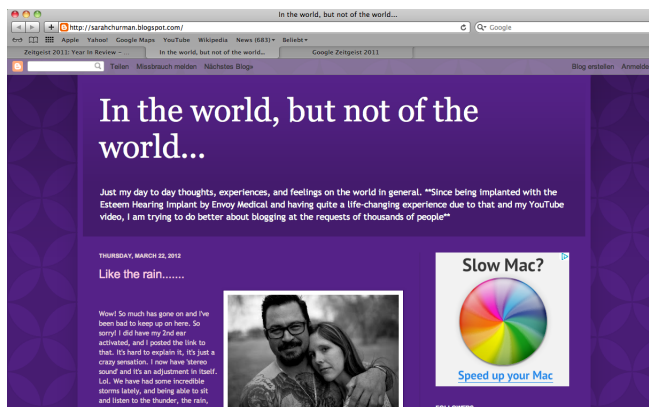 In the world, but not of the world...
http://sarahchurman.blogspot.com/
Google
Apple Yahoo! Google Maps YouTube Wikipedia News (683) Beliebt
Zeitgeist 2011: Year In Review – ...
In the world, but not of the world...
Google Zeitgeist 2011
Teilen Missbrauch melden Nächstes Blog» Blog erstellen Anmelde
In the world, but not of the
world...
Just my day to day thoughts, experiences, and feelings on the world in general. **Since being implanted with the
Esteem Hearing Implant by Envoy Medical and having quite a life-changing experience due to that and my YouTube
video, I am trying to do better about blogging at the requests of thousands of people**
THURSDAY, MARCH 22, 2012
Like the rain.......
Wow! So much has gone on and I've
been bad to keep up on here. So
sorry! I did have my 2nd ear
activated, and I posted the link to
that. It's hard to explain it, it's just a
crazy sensation. I now have 'stereo
sound' and it's an adjustment in itself.
Lol. We have had some incredible
storms lately, and being able to sit
and listen to the thunder, the rain,
Slow Mac?
Speed up your Mac
FOLLOWERS